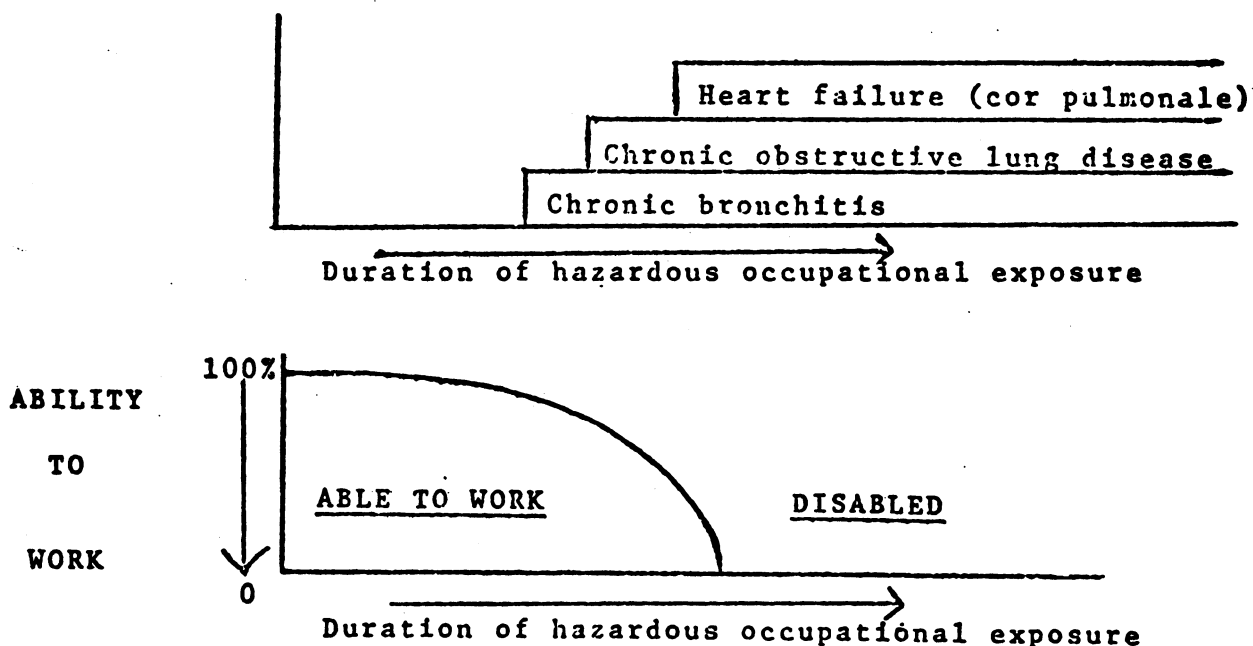 Heart failure (cor pulmonale)
Chronic obstructive lung disease
Chronic bronchitis
Duration of hazardous occupational exposure
100%
ABILITY
TO
WORK
ABLE TO WORK
DISABLED
0
Duration of hazardous occupational exposure